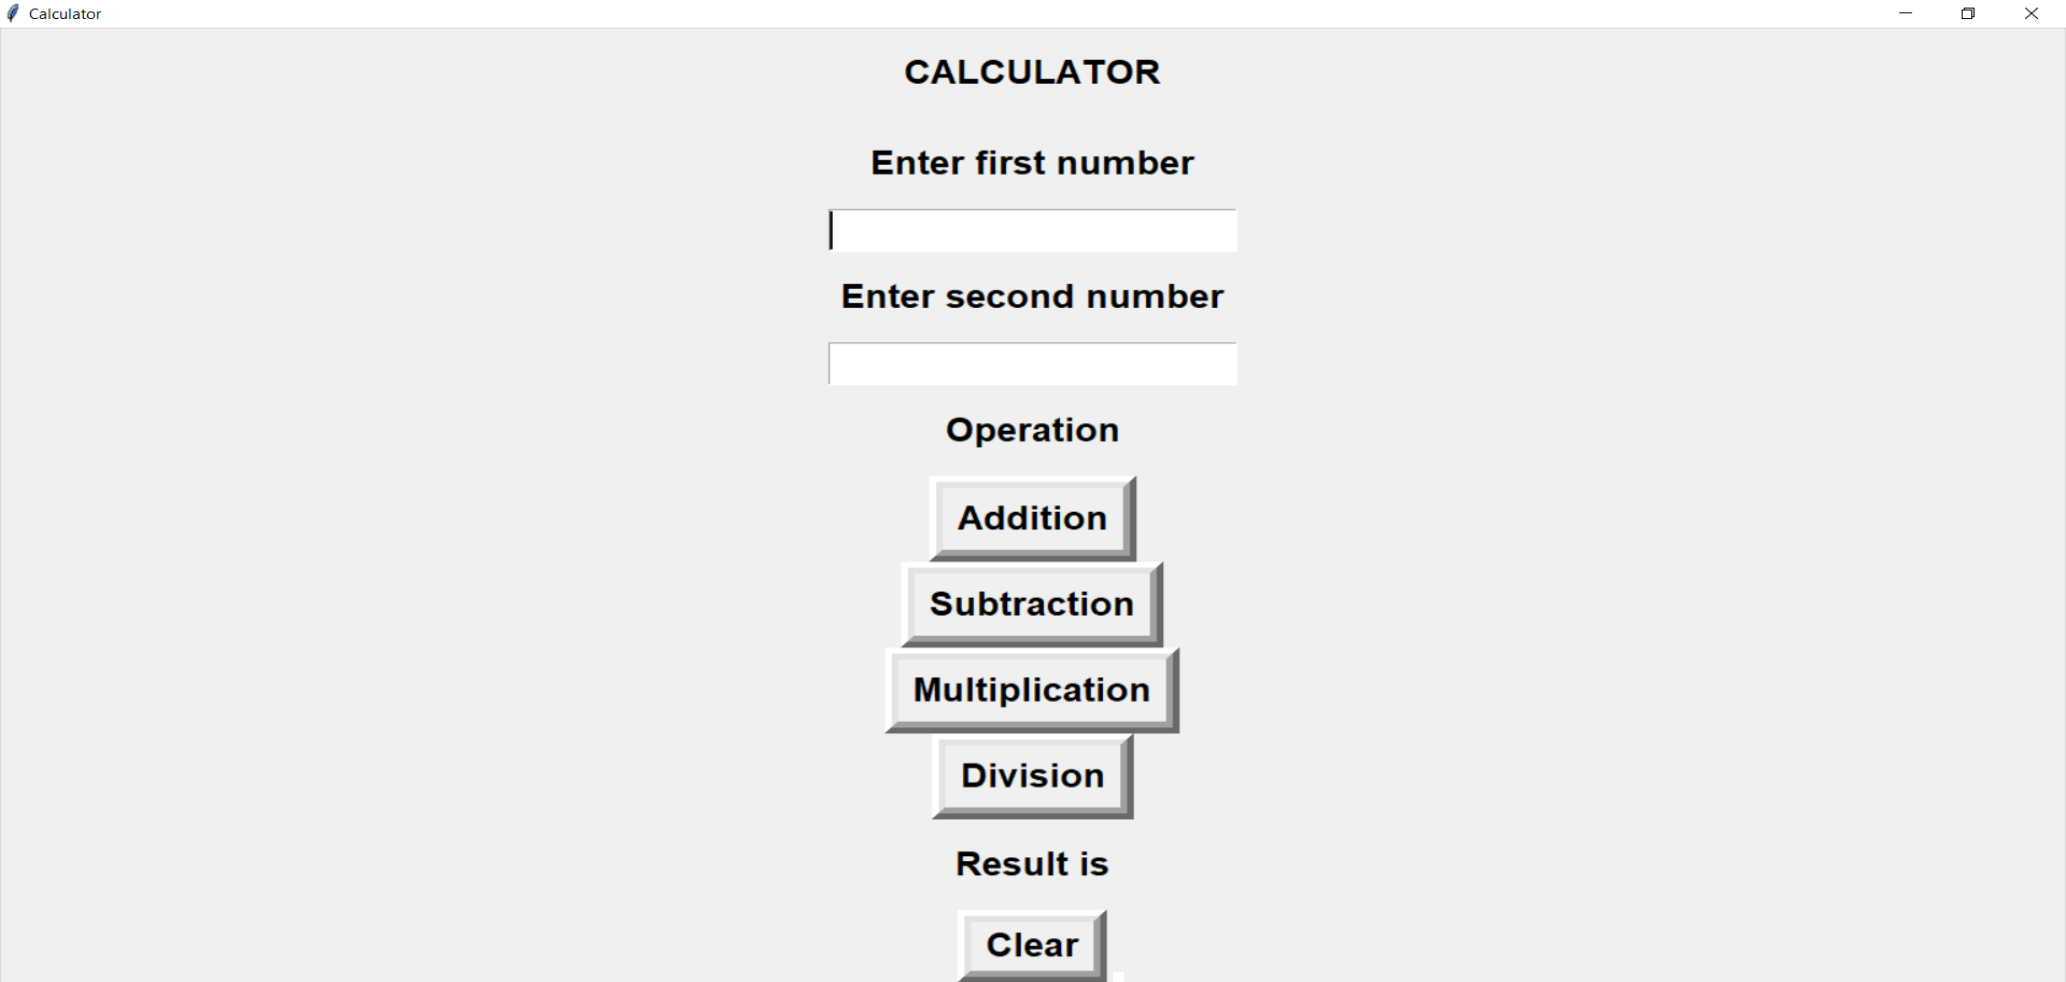 Calculator
CALCULATOR
Enter first number
Enter second number
Operation
Addition
Subtraction
Multiplication
Division
Result is
Clear